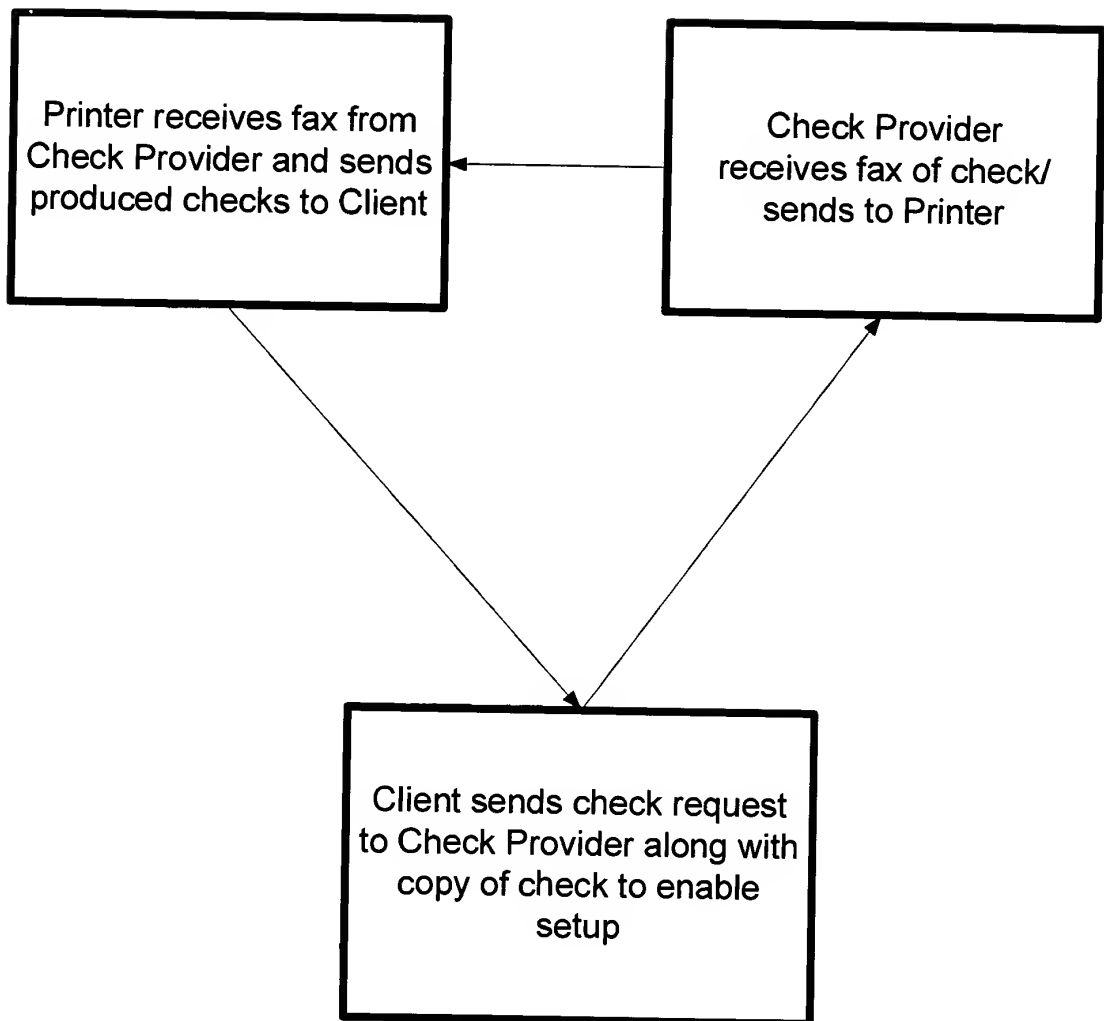 Printer receives fax from
Check Provider and sends
produced checks to Client
Check Provider
receives fax of check/
sends to Printer
Client sends check request
to Check Provider along with
copy of check to enable
setup